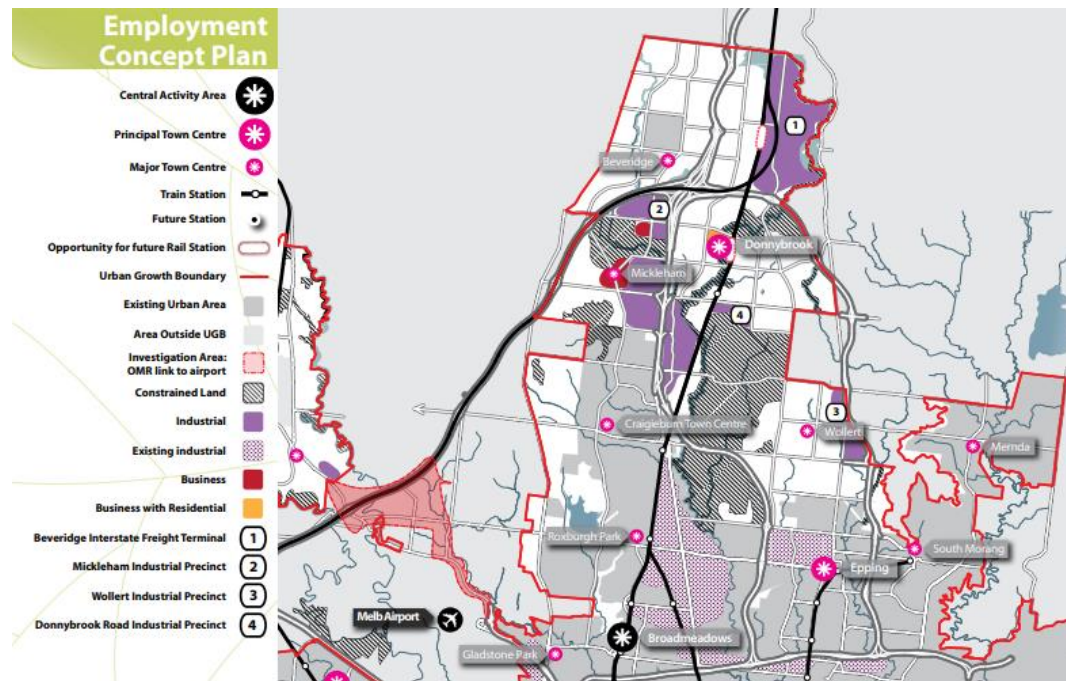 Employment
Concept Plan
Central Activity Area
Principal Town Centre
Major Town Centre
Train Station
Future Station
Opportunity for future Rail Station
Urban Growth Boundary
Existing Urban Area
Area Outside UGB
Investigation Area:
OMR link to airport
Constrained Land
Industrial
Existing industrial
Business
Business with Residential
Beveridge Interstate Freight Terminal 1
Mickleham Industrial Precinct 2
Wollert Industrial Precinct 3
Donnybrook Road Industrial Precinct 4
1
Beveridge
2
Donnybrook
Mickleham
4
3
Craigieburn Town Centre
Wollert
Mernda
Roxburgh Park
South Morang
Epping
Melb Airport
Broadmeadows
Gladstone Park